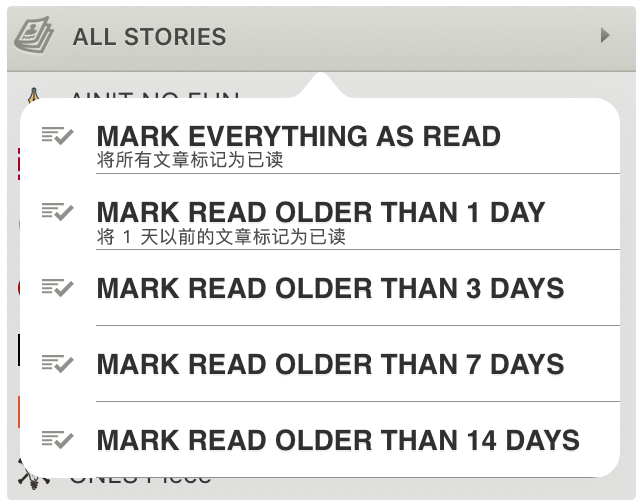 ALL STORIES
MARK EVERYTHING AS READ
将所有文章标记为已读
MARK READ OLDER THAN 1 DAY
将 1 天以前的文章标记为已读
MARK READ OLDER THAN 3 DAYS
MARK READ OLDER THAN 7 DAYS
MARK READ OLDER THAN 14 DAYS